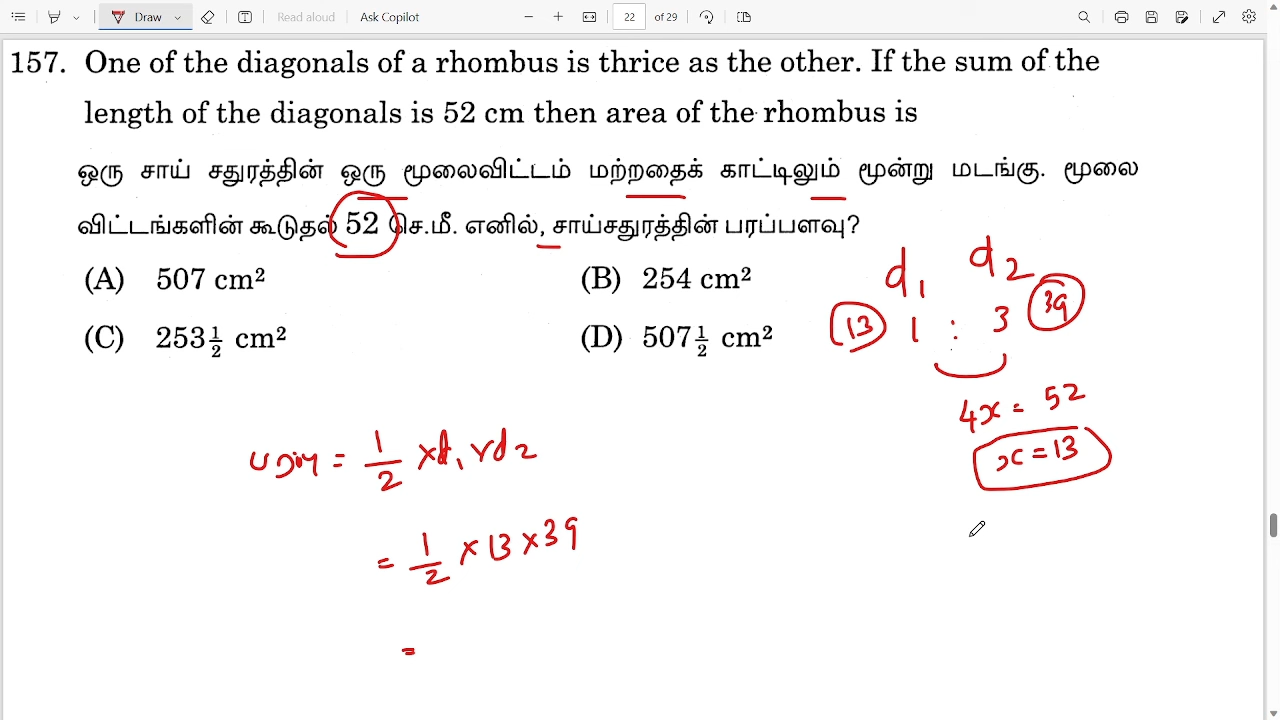 Draw Read aloud Ask Copilot 22 of 29
157. One of the diagonals of a rhombus is thrice as the other. If the sum of the
length of the diagonals is 52 cm then area of the rhombus is
ஒரு சாய் சதுரத்தின் ஒரு மூலைவிட்டம் மற்றதைக் காட்டிலும் மூன்று மடங்கு. மூலை
விட்டங்களின் கூடுதல் 52 செ.மீ. எனில், சாய்சதுரத்தின் பரப்பளவு?
(A) 507 cm² (B) 254 cm²
(C) 253½ cm² (D) 507½ cm²
d₁ d₂
13 1 : 3 39
4x = 52
x = 13
= 1/2 × d₁ × d₂
= 1/2 × 13 × 39
=